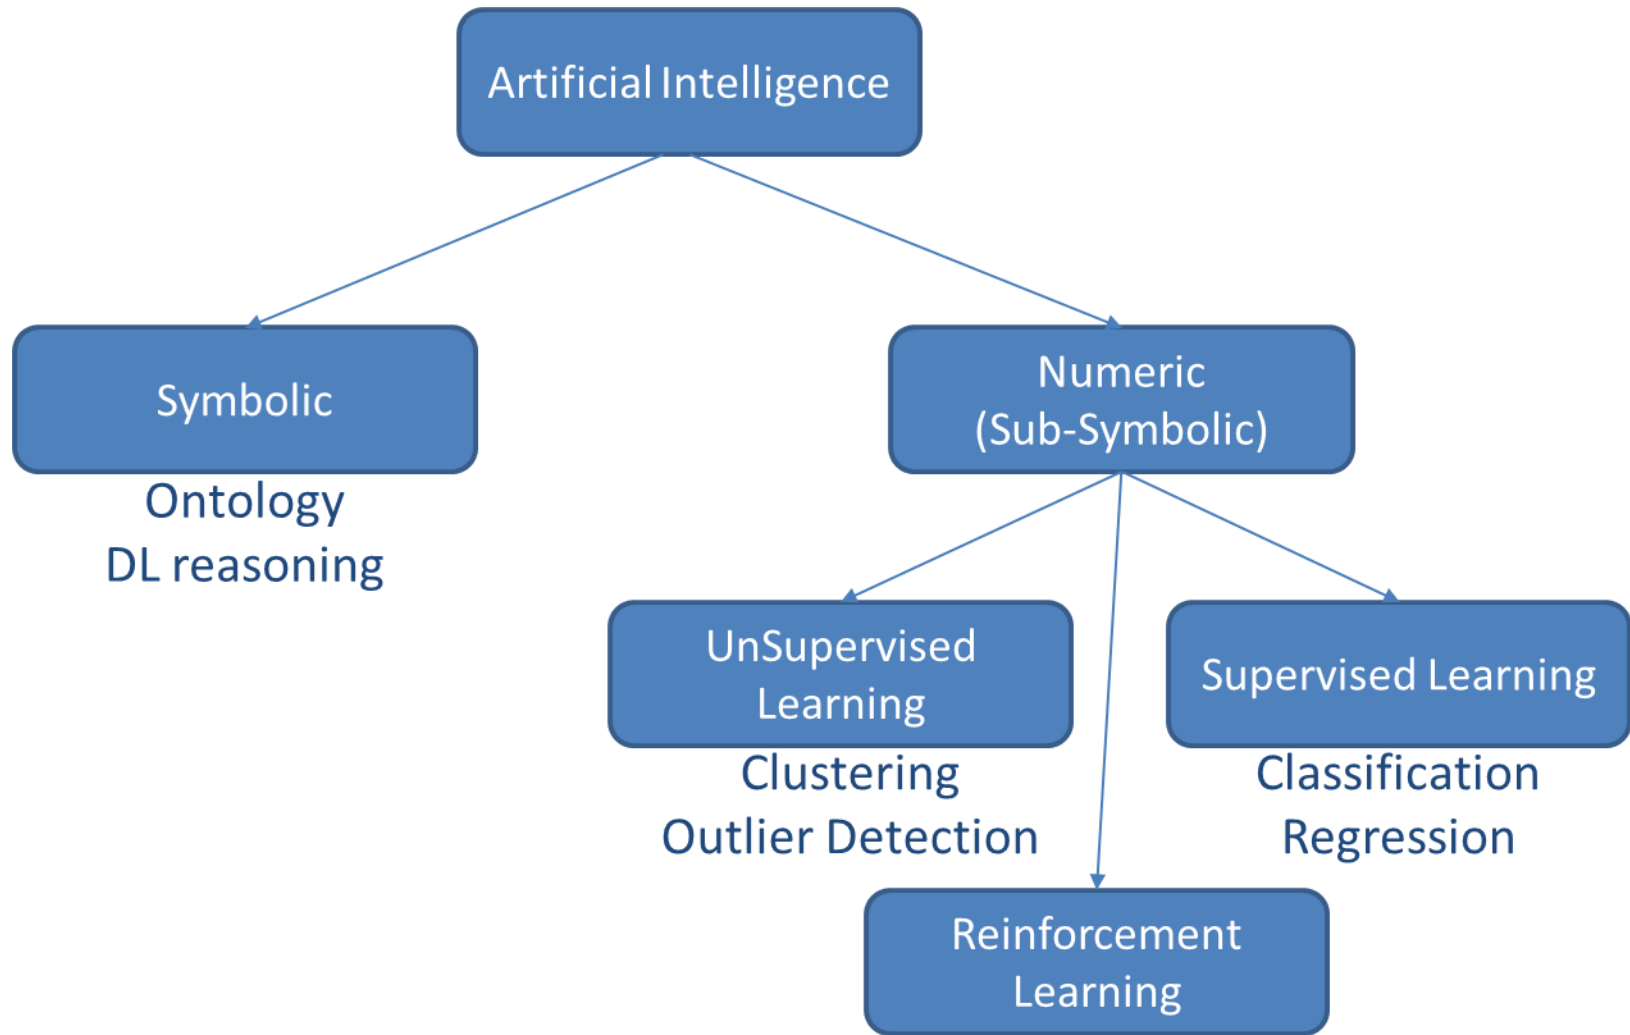 Artificial Intelligence
Symbolic
Numeric
(Sub-Symbolic)
Ontology
DL reasoning
UnSupervised
Learning
Supervised Learning
Clustering
Outlier Detection
Classification
Regression
Reinforcement
Learning